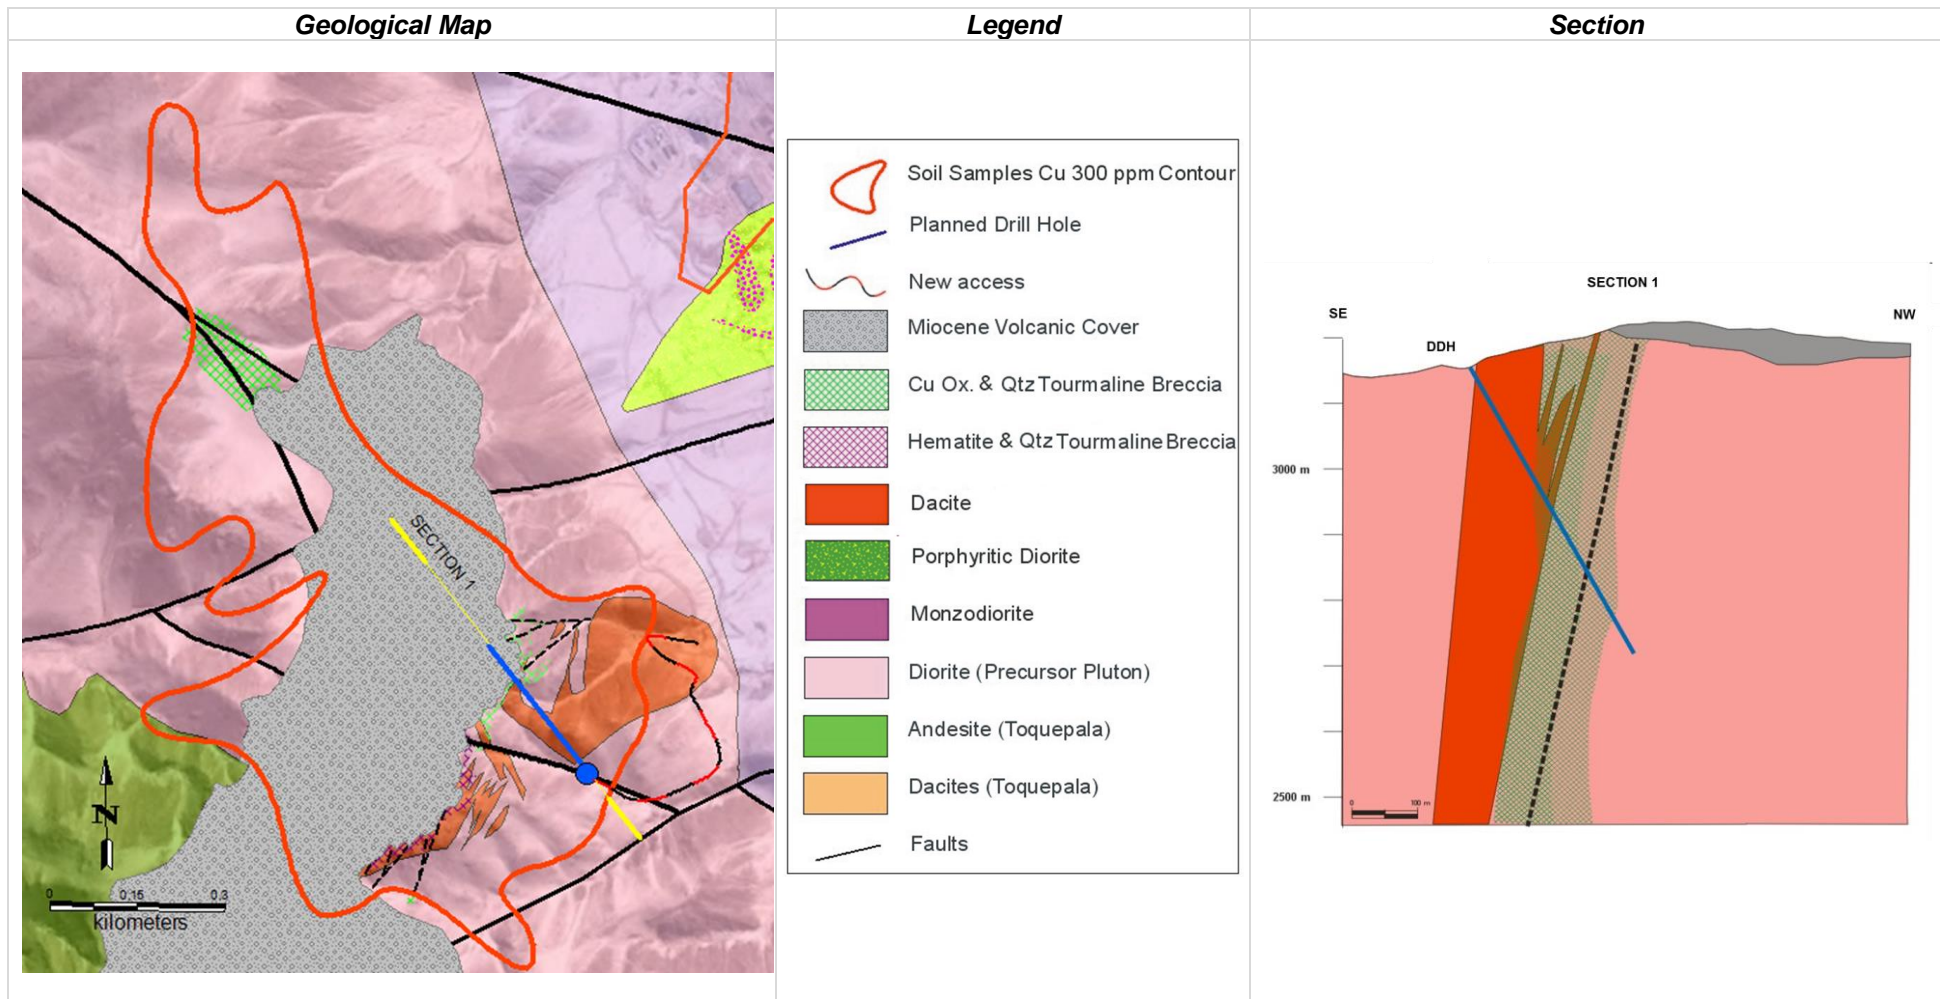 Geological Map
Legend
Section
SECTION 1
N
0 0,15 0,3
kilometers
Soil Samples Cu 300 ppm Contour
Planned Drill Hole
New access
Miocene Volcanic Cover
Cu Ox. & Qtz Tourmaline Breccia
Hematite & Qtz Tourmaline Breccia
Dacite
Porphyritic Diorite
Monzodiorite
Diorite (Precursor Pluton)
Andesite (Toquepala)
Dacites (Toquepala)
Faults
SECTION 1
SE
NW
DDH
3000 m
2500 m
0 100 m